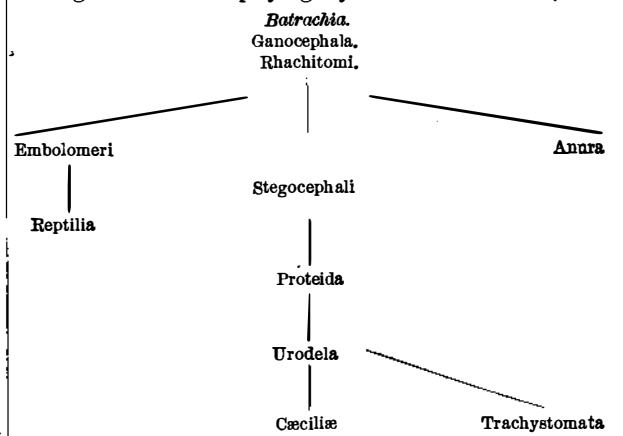 Batrachia.
Ganocephala.
Rhachitomi.
Embolomeri
Anura
Stegocephali
Reptilia
Proteida
Urodela
Cæciliæ
Trachystomata